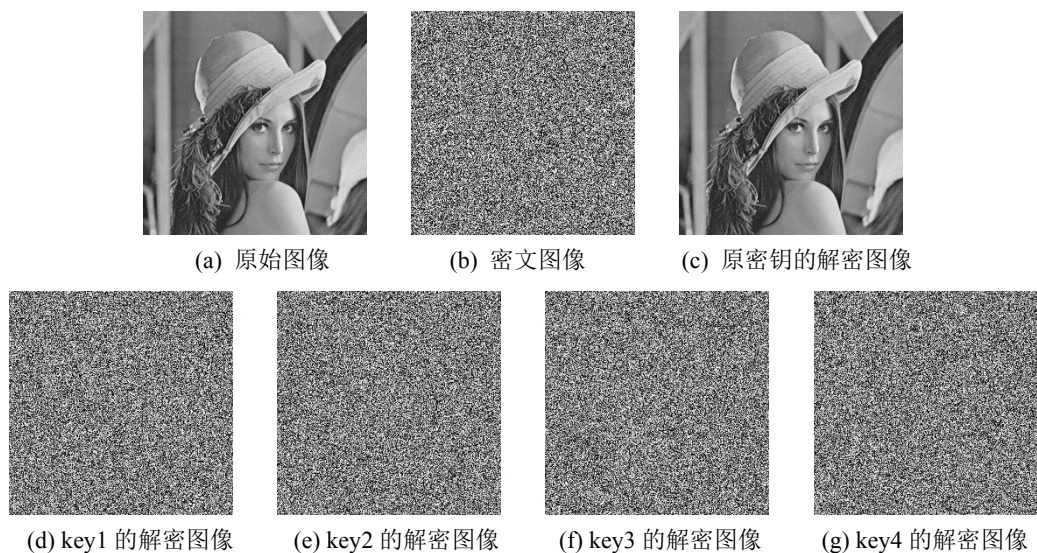 (a) 原始图像 (b) 密文图像 (c) 原密钥的解密图像
(d) key1 的解密图像 (e) key2 的解密图像 (f) key3 的解密图像 (g) key4 的解密图像